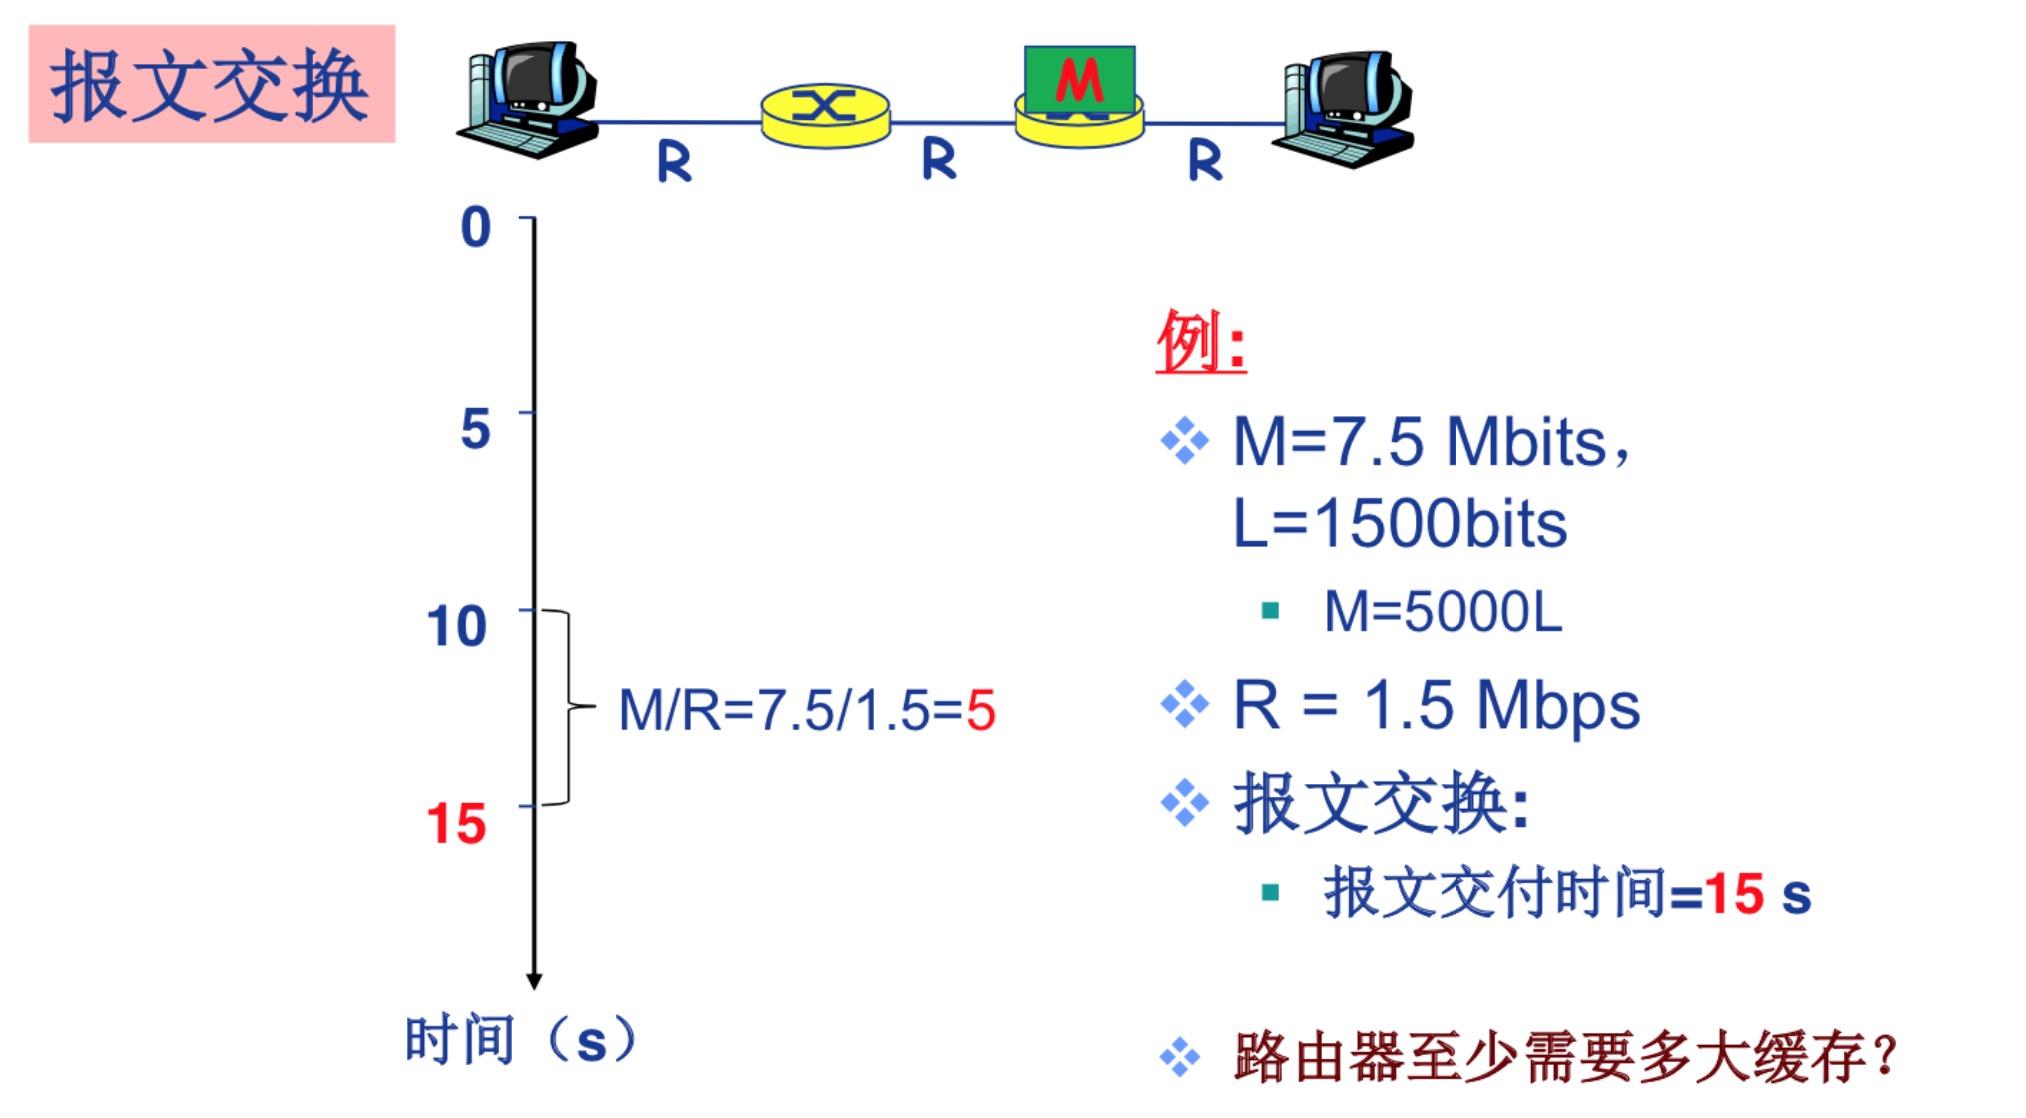 报文交换
M
R
R
R
0
5
10
15
M/R=7.5/1.5=5
时间（s）
例:
M=7.5 Mbits，
L=1500bits
M=5000L
R = 1.5 Mbps
报文交换:
报文交付时间=15 s
路由器至少需要多大缓存？